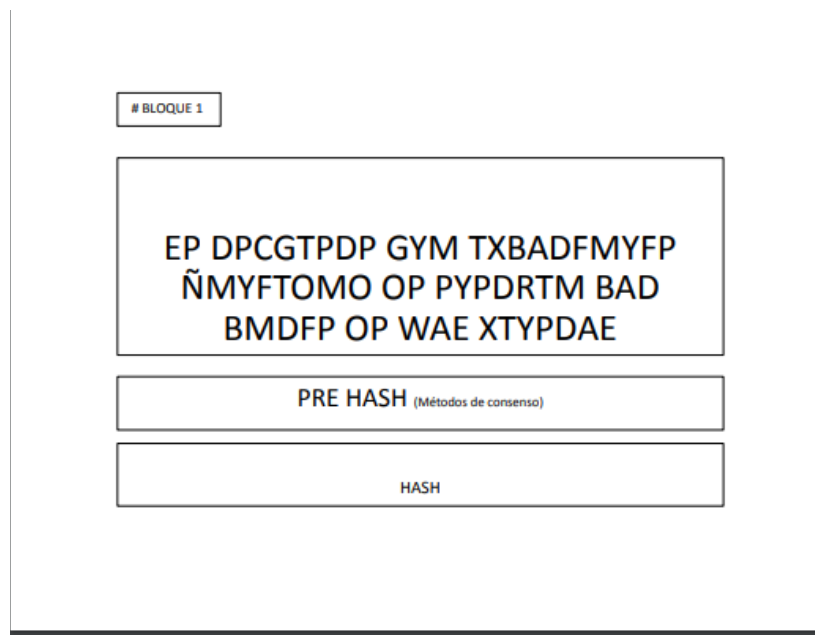 # BLOQUE 1
EP DPCGTPDP GYM TXBADFMYFP
ÑMYFTOMO OP PYPDRTM BAD
BMDFP OP WAE XTYPDAE
PRE HASH (Métodos de consenso)
HASH